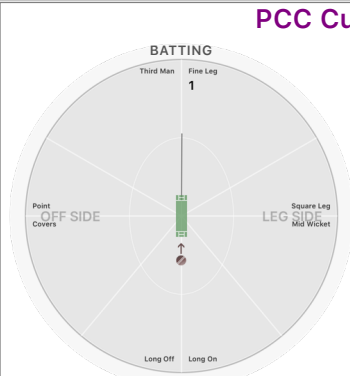 PCC Cu
BATTING
Third Man Fine Leg
1
Point Square Leg
OFF SIDE LEG SIDE
Covers Mid Wicket
Long Off Long On